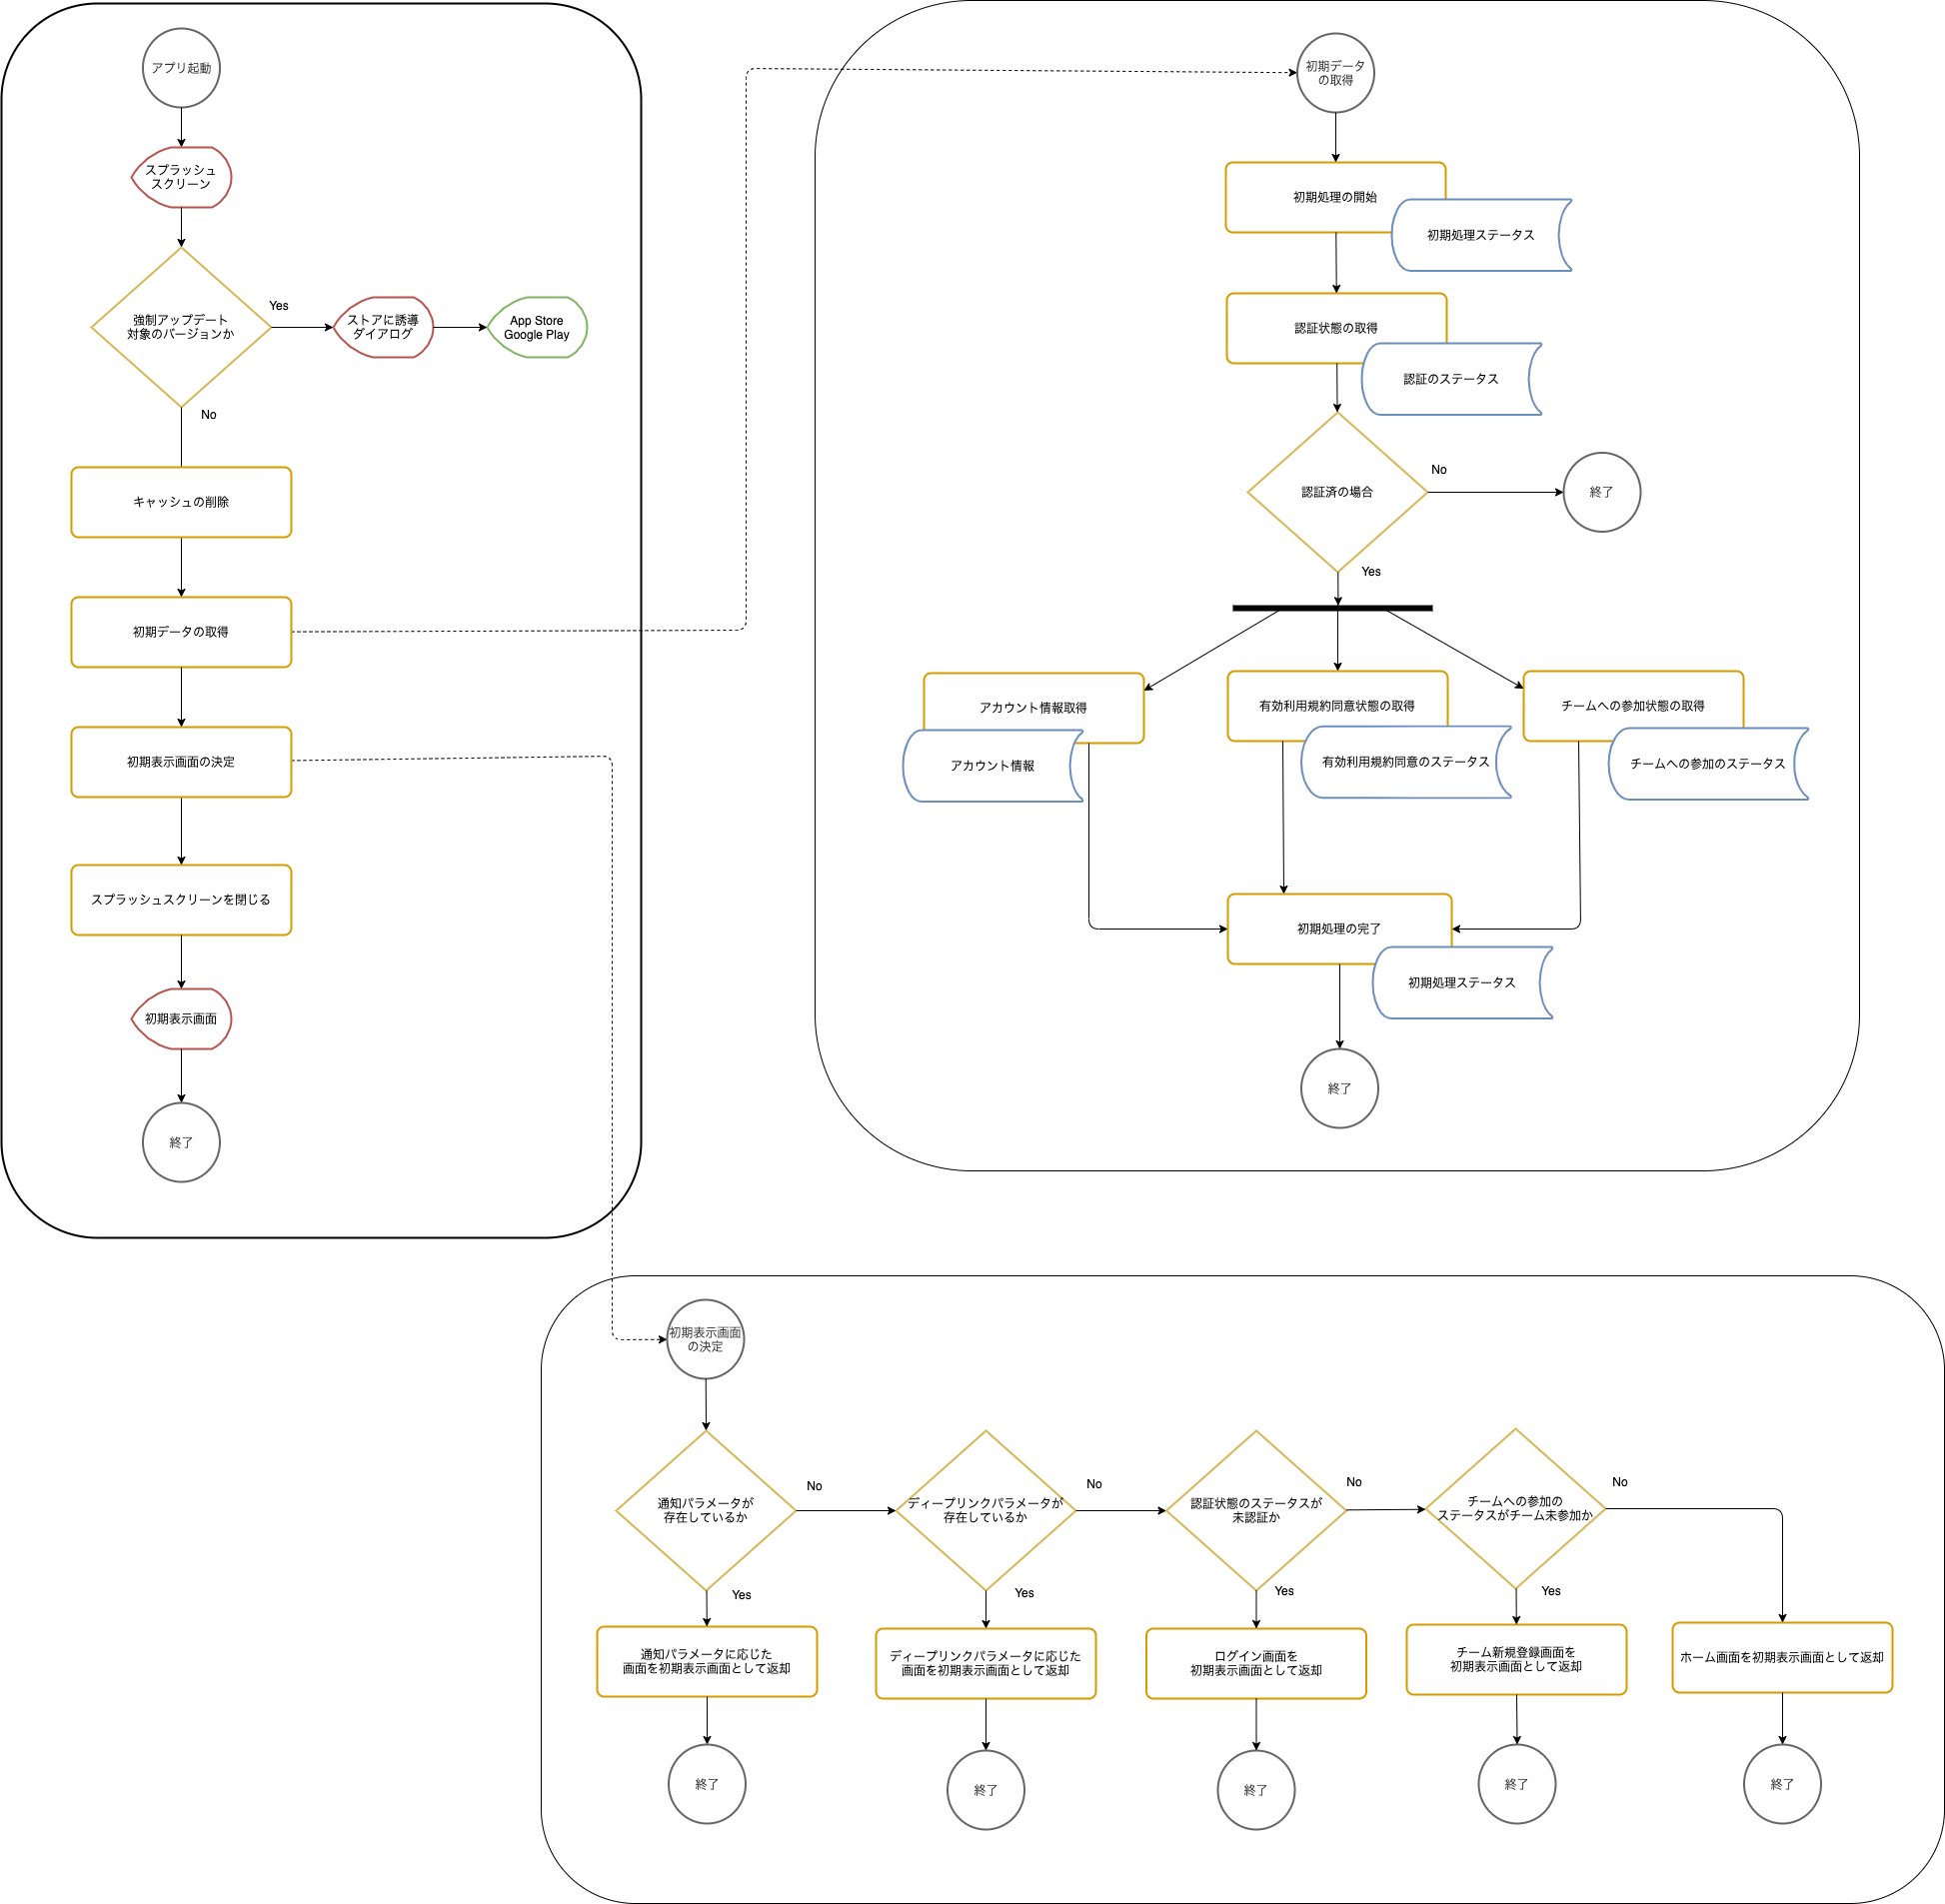 アプリ起動
スプラッシュ
スクリーン
強制アップデート
対象のバージョンか
Yes
ストアに誘導
ダイアログ
App Store
Google Play
No
キャッシュの削除
初期データの取得
初期表示画面の決定
スプラッシュスクリーンを閉じる
初期表示画面
終了
初期データ
の取得
初期処理の開始
初期処理ステータス
認証状態の取得
認証のステータス
認証済の場合
No
終了
Yes
アカウント情報取得
アカウント情報
有効利用規約同意状態の取得
有効利用規約同意のステータス
チームへの参加状態の取得
チームへの参加のステータス
初期処理の完了
初期処理ステータス
終了
初期表示画面
の決定
通知パラメータが
存在しているか
No
ディープリンクパラメータが
存在しているか
No
認証状態のステータスが
未認証か
No
チームへの参加の
ステータスがチーム未参加か
No
Yes
Yes
Yes
Yes
通知パラメータに応じた
画面を初期表示画面として返却
ディープリンクパラメータに応じた
画面を初期表示画面として返却
ログイン画面を
初期表示画面として返却
チーム新規登録画面を
初期表示画面として返却
ホーム画面を初期表示画面として返却
終了
終了
終了
終了
終了